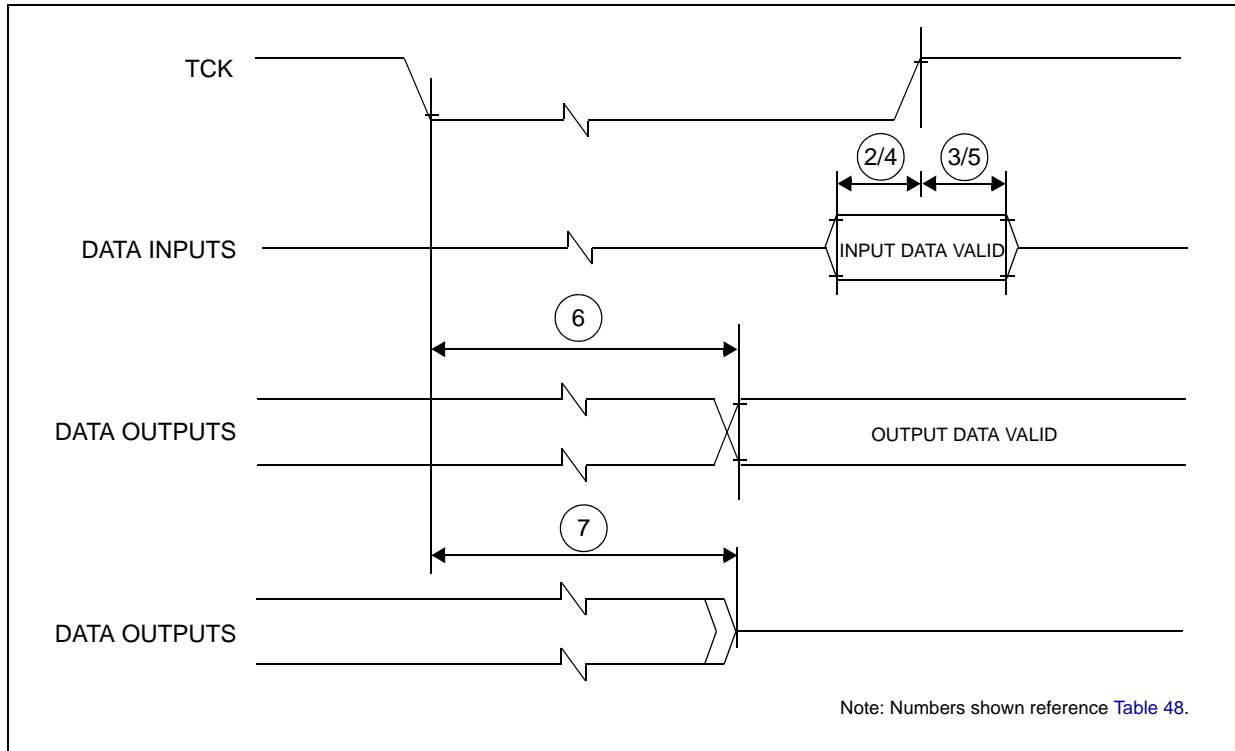 TCK
2/4
3/5
DATA INPUTS
INPUT DATA VALID
6
DATA OUTPUTS
OUTPUT DATA VALID
7
DATA OUTPUTS
Note: Numbers shown reference Table 48.